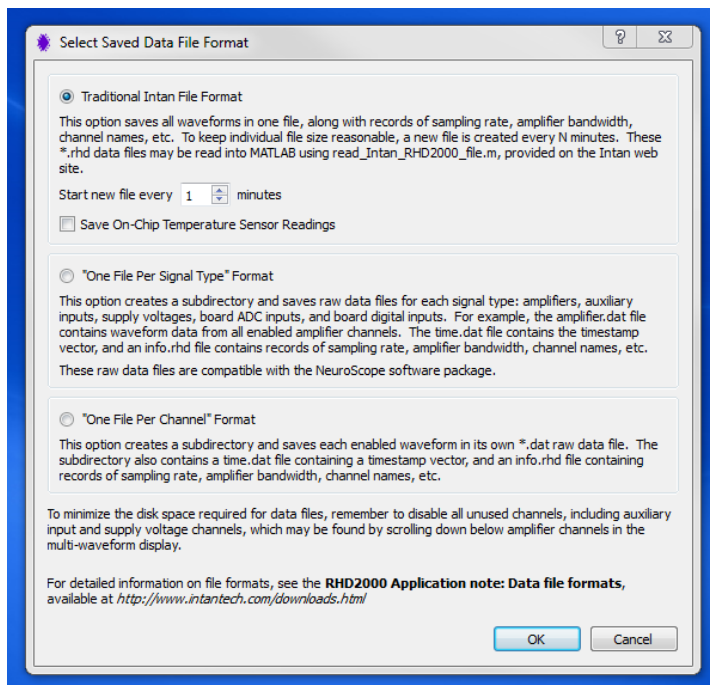 Select Saved Data File Format
Traditional Intan File Format
This option saves all waveforms in one file, along with records of sampling rate, amplifier bandwidth,
channel names, etc. To keep individual file size reasonable, a new file is created every N minutes. These
*.rhd data files may be read into MATLAB using read_Intan_RHD2000_file.m, provided on the Intan web
site.
Start new file every 1 minutes
Save On-Chip Temperature Sensor Readings
"One File Per Signal Type" Format
This option creates a subdirectory and saves raw data files for each signal type: amplifiers, auxiliary
inputs, supply voltages, board ADC inputs, and board digital inputs. For example, the amplifier.dat file
contains waveform data from all enabled amplifier channels. The time.dat file contains the timestamp
vector, and an info.rhd file contains records of sampling rate, amplifier bandwidth, channel names, etc.
These raw data files are compatible with the NeuroScope software package.
"One File Per Channel" Format
This option creates a subdirectory and saves each enabled waveform in its own *.dat raw data file. The
subdirectory also contains a time.dat file containing a timestamp vector, and an info.rhd file containing
records of sampling rate, amplifier bandwidth, channel names, etc.
To minimize the disk space required for data files, remember to disable all unused channels, including auxiliary
input and supply voltage channels, which may be found by scrolling down below amplifier channels in the
multi-waveform display.
For detailed information on file formats, see the RHD2000 Application note: Data file formats,
available at http://www.intantech.com/downloads.html
OK Cancel